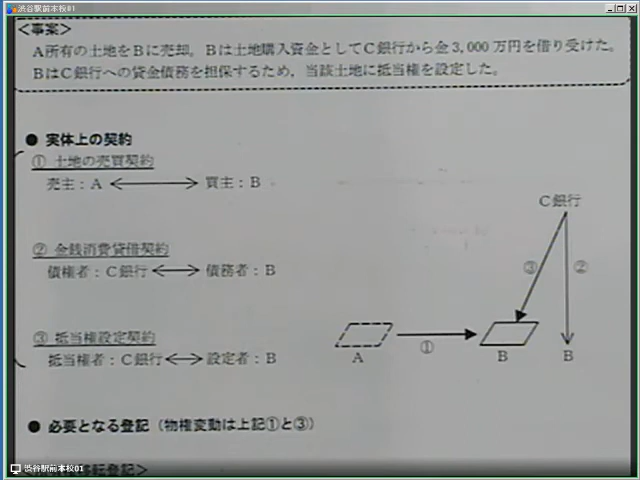 渋谷駅前本校01
＜事案＞
A所有の土地をBに売却。Bは土地購入資金としてC銀行から金3,000万円を借り受けた。
BはC銀行への貸金債務を担保するため，当該土地に抵当権を設定した。
● 実体上の契約
① 土地の売買契約
売主：A 買主：B
② 金銭消費貸借契約
債権者：C銀行 債務者：B
③ 抵当権設定契約
抵当権者：C銀行 設定者：B
C銀行
③ ②
①
A B B
● 必要となる登記（物権変動は上記①と③）
渋谷駅前本校01
移転登記＞